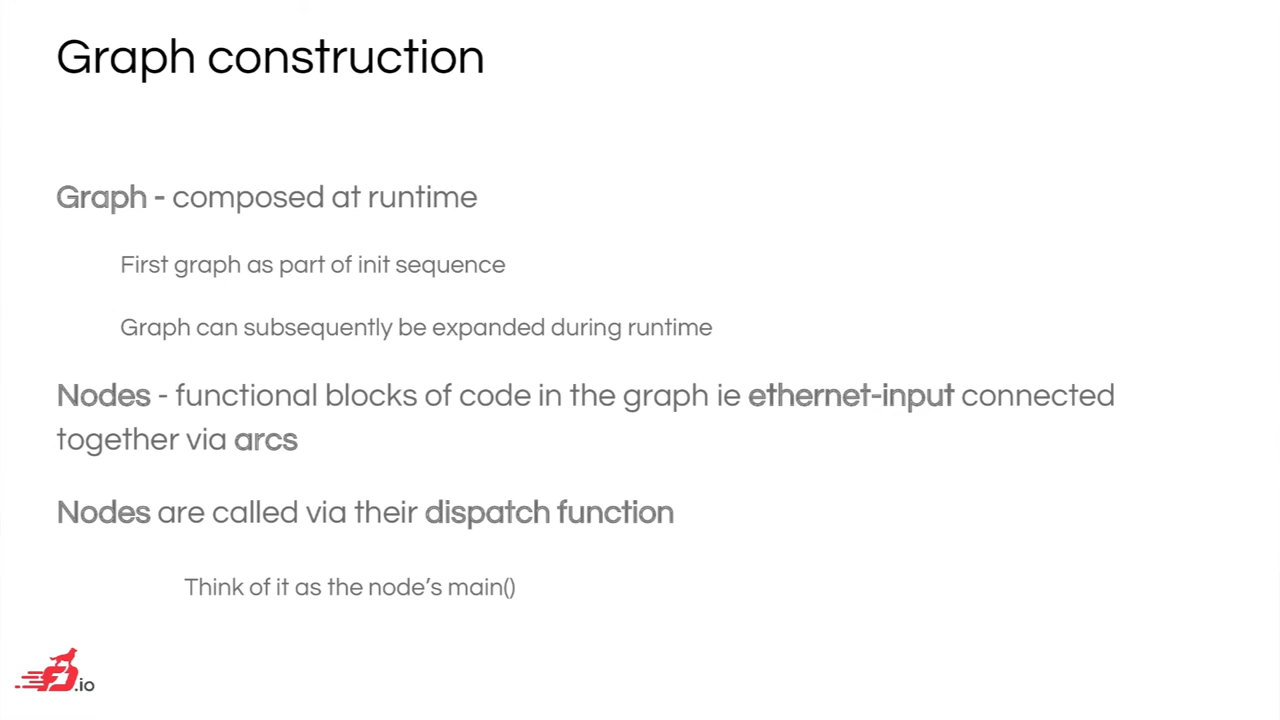 Graph construction
Graph - composed at runtime
First graph as part of init sequence
Graph can subsequently be expanded during runtime
Nodes - functional blocks of code in the graph ie ethernet-input connected
together via arcs
Nodes are called via their dispatch function
Think of it as the node’s main()
.io